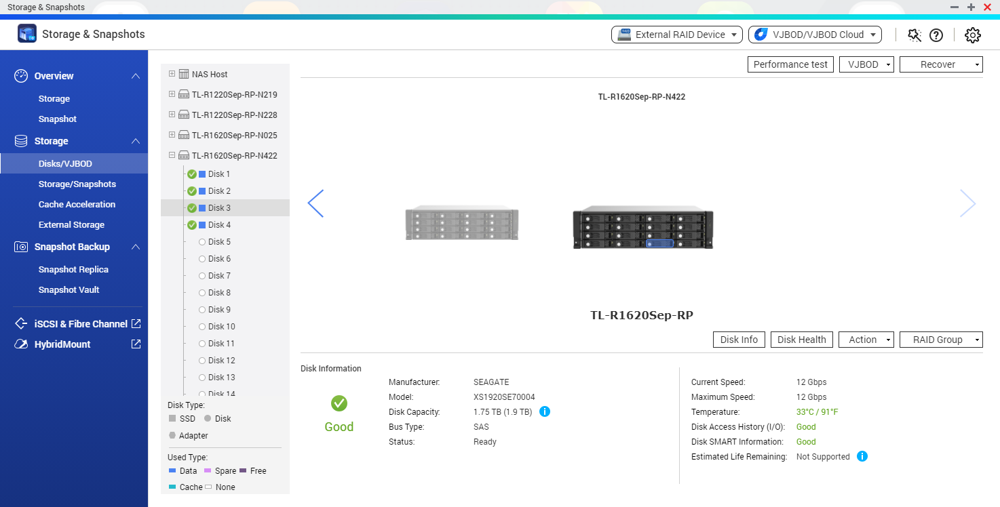 Storage & Snapshots
Storage & Snapshots
External RAID Device
VJBOD/VJBOD Cloud
Overview
Storage
Snapshot
Storage
Disks/VJBOD
Storage/Snapshots
Cache Acceleration
External Storage
Snapshot Backup
Snapshot Replica
Snapshot Vault
iSCSI & Fibre Channel
HybridMount
NAS Host
TL-R1220Sep-RP-N219
TL-R1220Sep-RP-N228
TL-R1620Sep-RP-N025
TL-R1620Sep-RP-N422
Disk 1
Disk 2
Disk 3
Disk 4
Disk 5
Disk 6
Disk 7
Disk 8
Disk 9
Disk 10
Disk 11
Disk 12
Disk 13
Disk 14
Disk Type:
SSD Disk
Adapter
Used Type:
Data Spare Free
Cache None
Performance test VJBOD Recover
TL-R1620Sep-RP-N422
TL-R1620Sep-RP
Disk Info Disk Health Action RAID Group
Disk Information
Good
Manufacturer: SEAGATE
Model: XS1920SE70004
Disk Capacity: 1.75 TB (1.9 TB)
Bus Type: SAS
Status: Ready
Current Speed: 12 Gbps
Maximum Speed: 12 Gbps
Temperature: 33°C / 91°F
Disk Access History (I/O): Good
Disk SMART Information: Good
Estimated Life Remaining: Not Supported